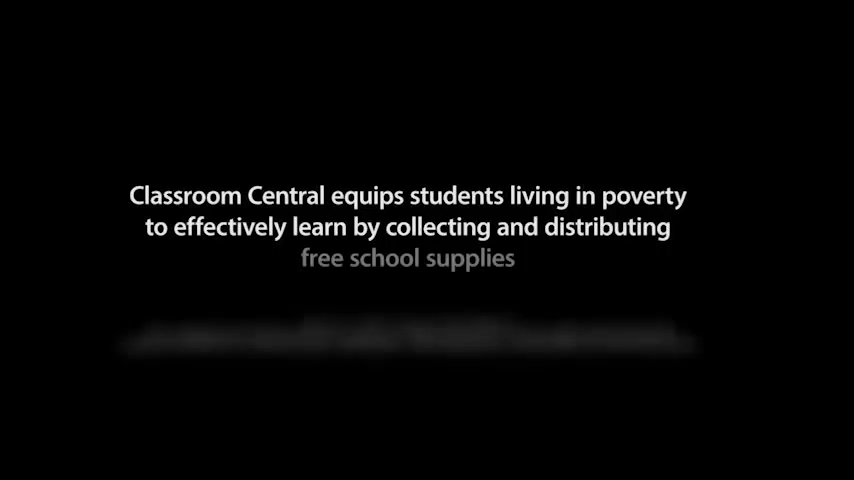 Classroom Central equips students living in poverty
to effectively learn by collecting and distributing
free school supplies